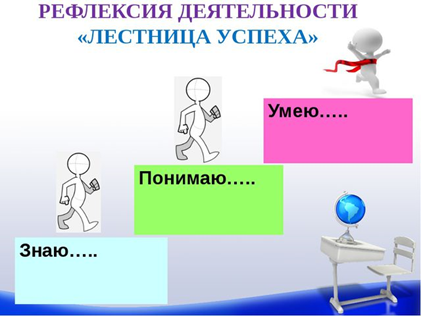 РЕФЛЕКСИЯ ДЕЯТЕЛЬНОСТИ
«ЛЕСТНИЦА УСПЕХА»
Умею…..
Понимаю…..
Знаю…..